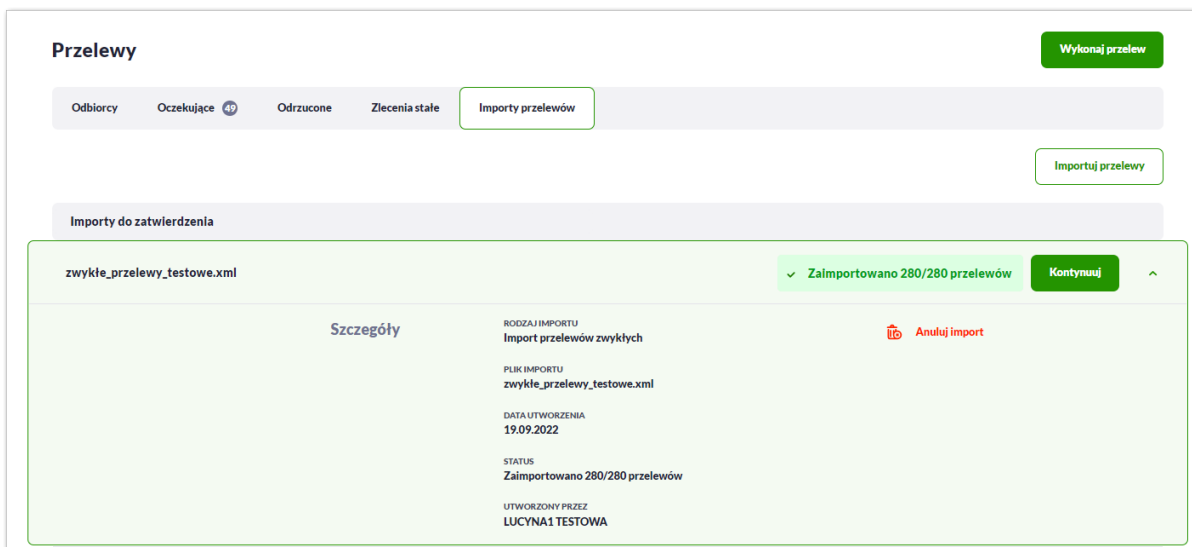 Przelewy
Wykonaj przelew
Odbiorcy Oczekujące 49 Odrzucone Zlecenia stałe Importy przelewów
Importuj przelewy
Importy do zatwierdzenia
zwykłe_przelewy_testowe.xml Zaimportowano 280/280 przelewów Kontynuuj
Szczegóły
RODZAJ IMPORTU
Import przelewów zwykłych
Anuluj import
PLIK IMPORTU
zwykłe_przelewy_testowe.xml
DATA UTWORZENIA
19.09.2022
STATUS
Zaimportowano 280/280 przelewów
UTWORZONY PRZEZ
LUCYNA1 TESTOWA